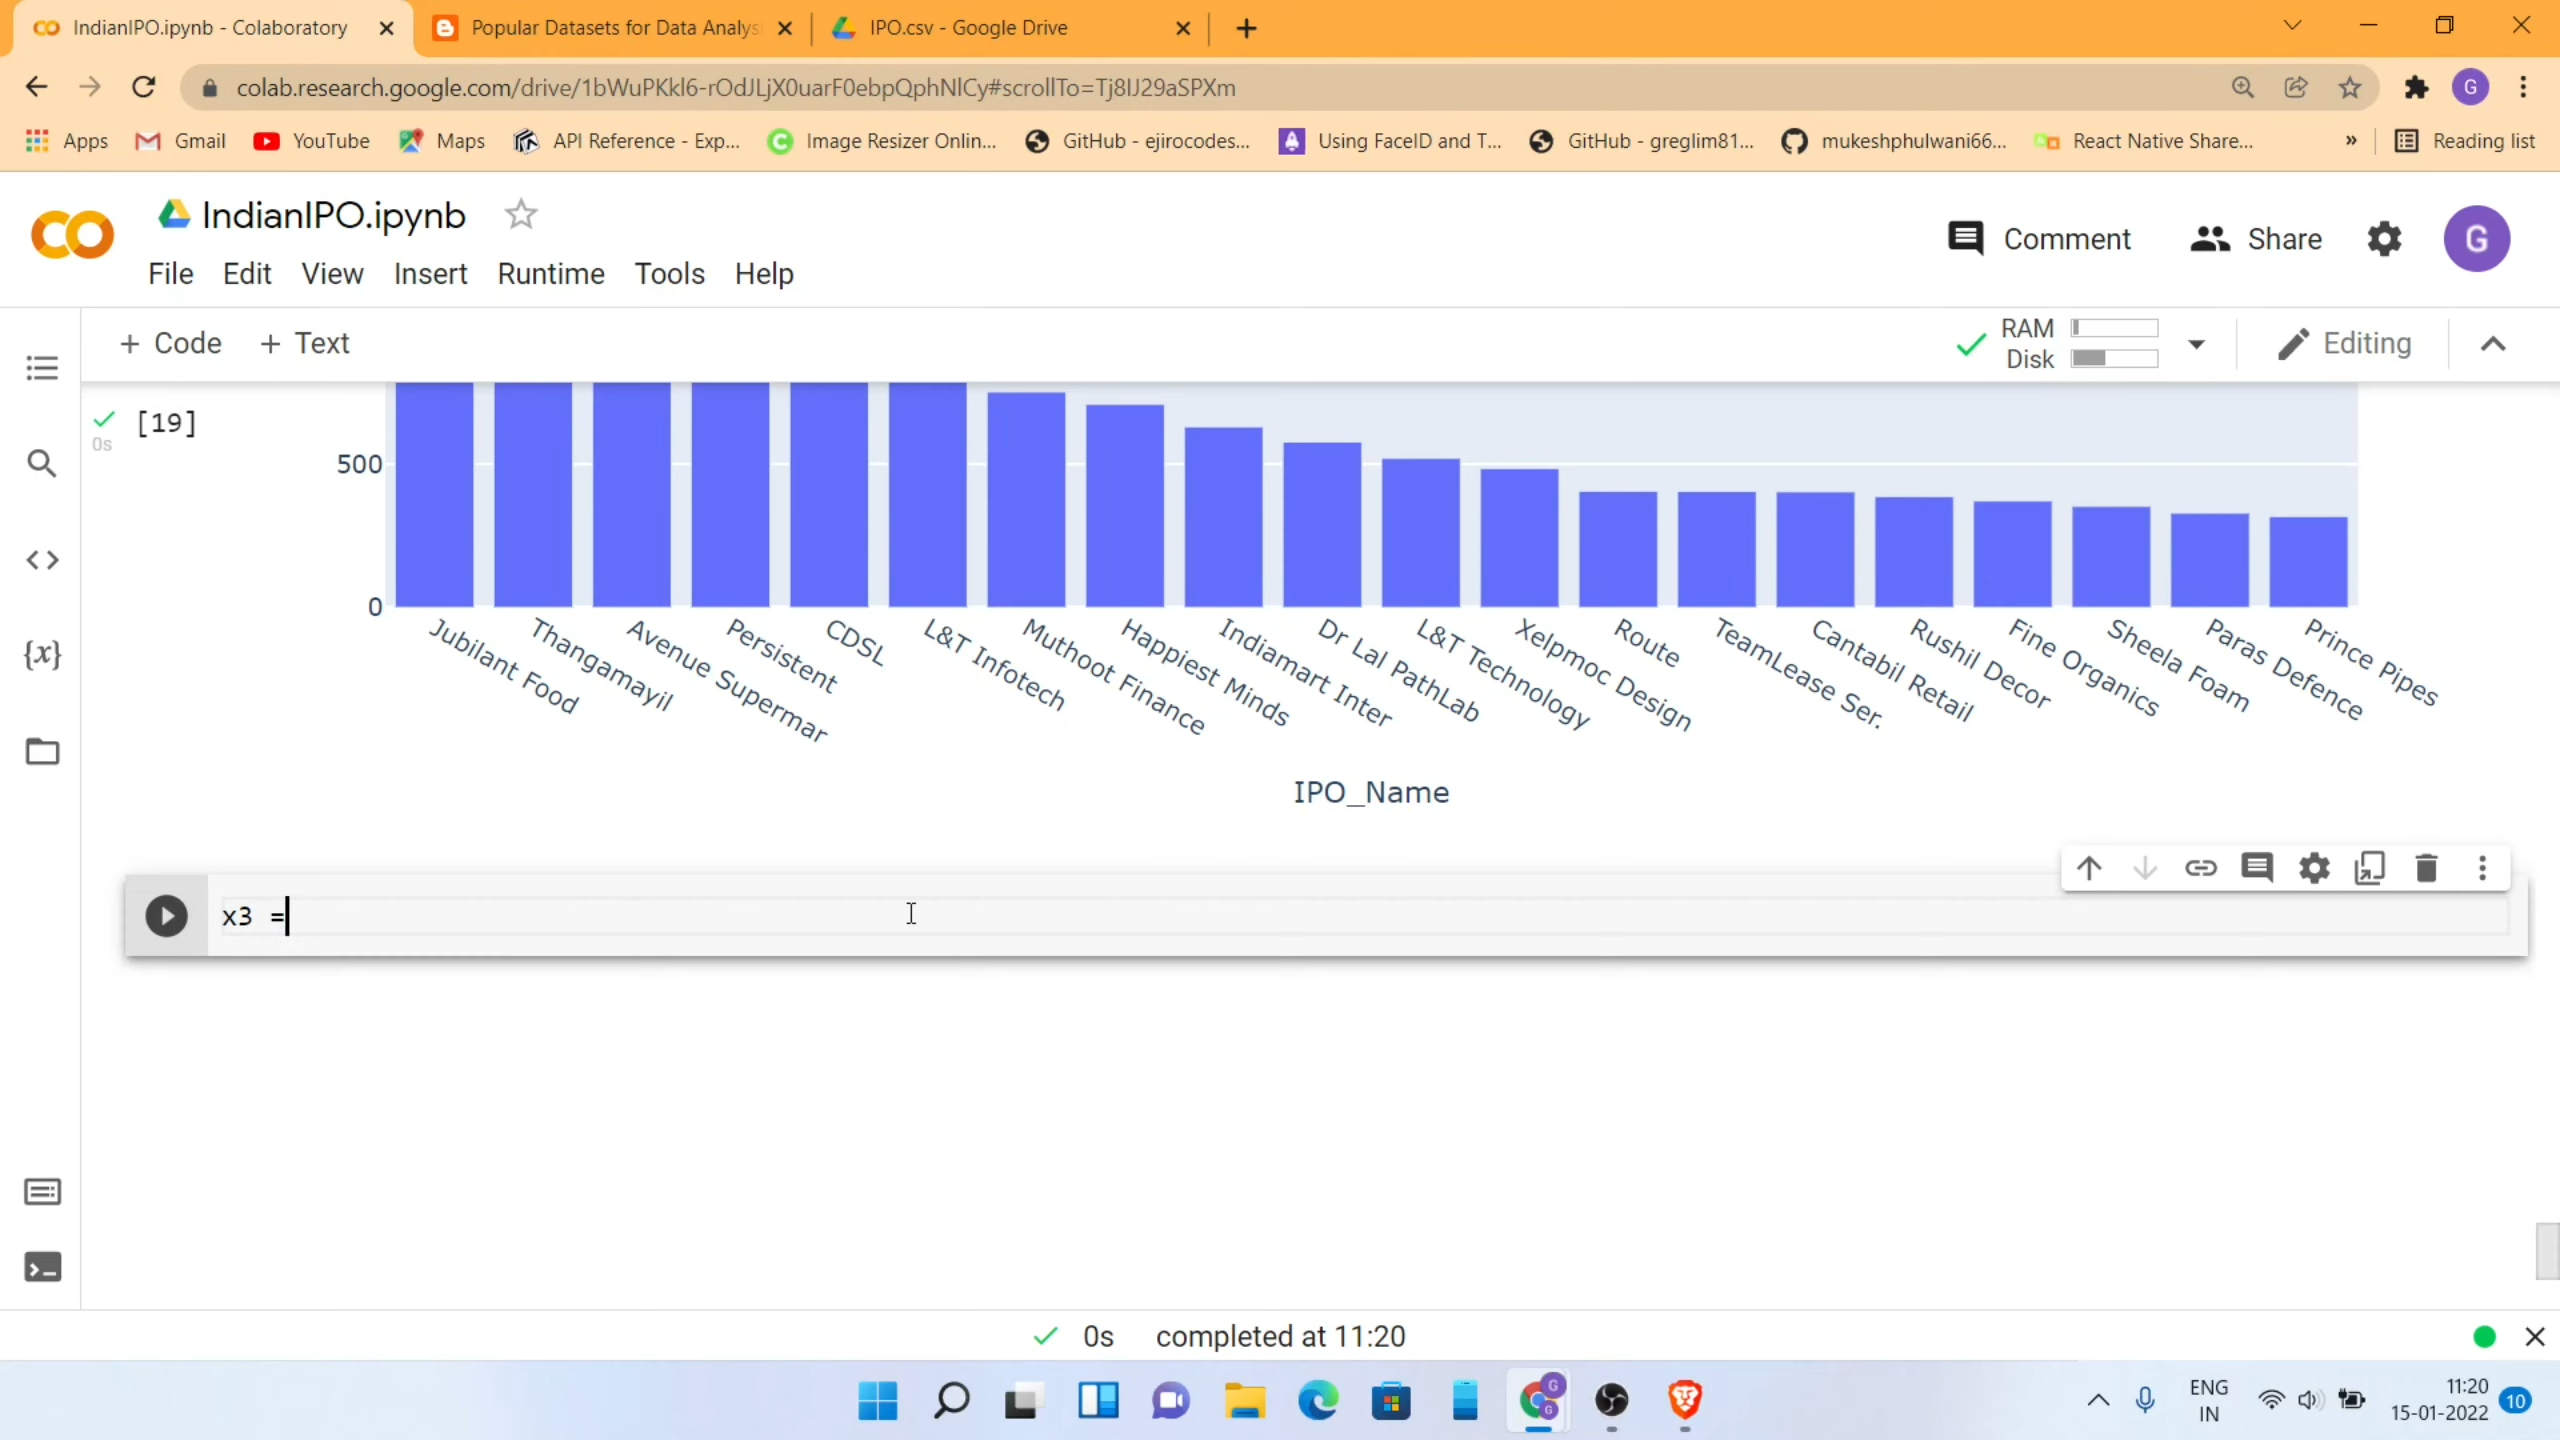 IndianIPO.ipynb - Colaboratory
Popular Datasets for Data Analys
IPO.csv - Google Drive
colab.research.google.com/drive/1bWuPKkl6-rOdJLjX0uarF0ebpQphNlCy#scrollTo=Tj8IJ29aSPXm
G
Apps
Gmail
YouTube
Maps
API Reference - Exp...
Image Resizer Onlin...
GitHub - ejirocodes...
Using FaceID and T...
GitHub - greglim81...
mukeshphulwani66...
React Native Share...
»
Reading list
IndianIPO.ipynb
Comment
Share
G
File Edit View Insert Runtime Tools Help
+ Code + Text
RAM
Disk
Editing
[19]
0s
500
0
Jubilant Food
Thangamayil
Avenue Supermar
Persistent
CDSL
L&T Infotech
Muthoot Finance
Happiest Minds
Indiamart Inter
Dr Lal PathLab
L&T Technology
Xelpmoc Design
Route
TeamLease Ser.
Cantabil Retail
Rushil Decor
Fine Organics
Sheela Foam
Paras Defence
Prince Pipes
IPO_Name
{x}
x3 =
0s completed at 11:20
ENG
IN
11:20
15-01-2022
10